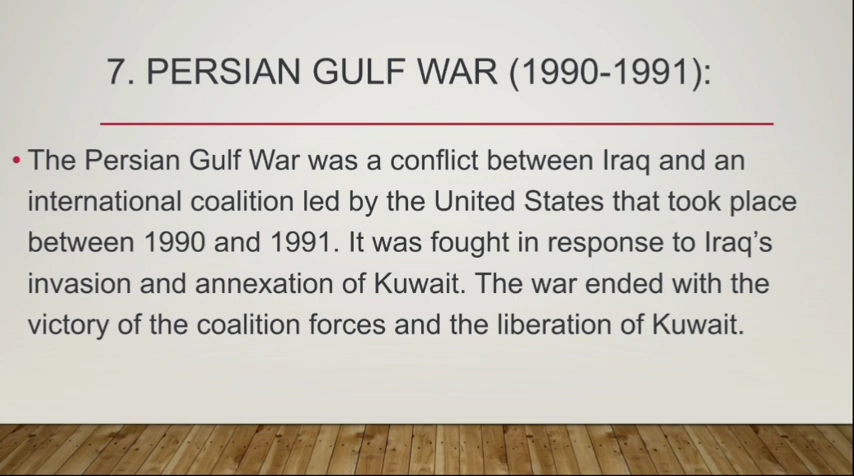 7. PERSIAN GULF WAR (1990-1991):
• The Persian Gulf War was a conflict between Iraq and an
international coalition led by the United States that took place
between 1990 and 1991. It was fought in response to Iraq’s
invasion and annexation of Kuwait. The war ended with the
victory of the coalition forces and the liberation of Kuwait.